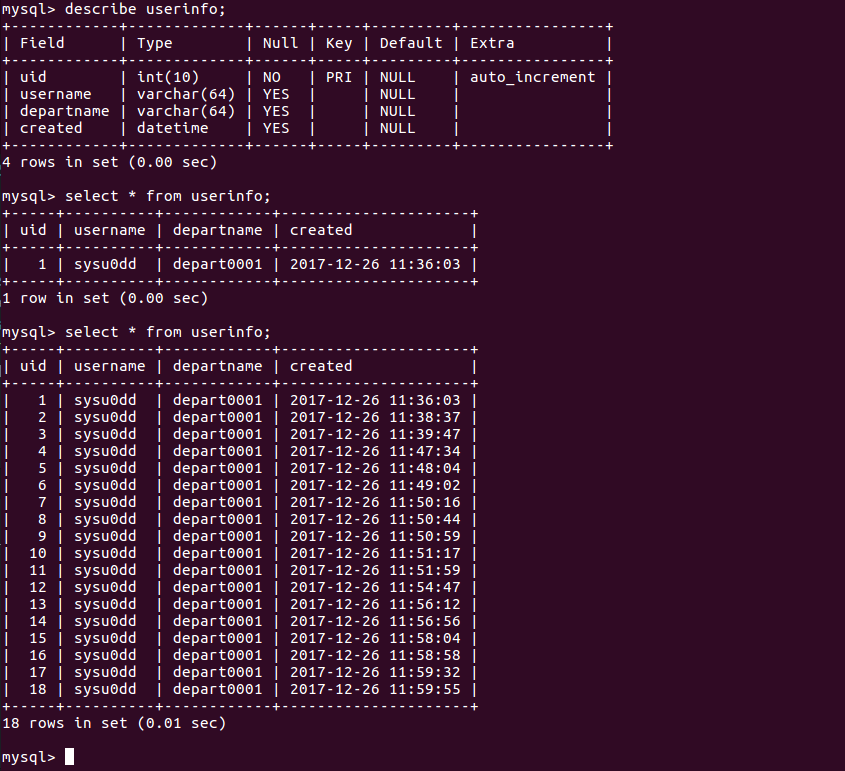 mysql> describe userinfo;
+------------+-------------+------+-----+---------+----------------+
| Field      | Type        | Null | Key | Default | Extra          |
+------------+-------------+------+-----+---------+----------------+
| uid        | int(10)     | NO   | PRI | NULL    | auto_increment |
| username   | varchar(64) | YES  |     | NULL    |                |
| departname | varchar(64) | YES  |     | NULL    |                |
| created    | datetime    | YES  |     | NULL    |                |
+------------+-------------+------+-----+---------+----------------+
4 rows in set (0.00 sec)
mysql> select * from userinfo;
+-----+----------+------------+---------------------+
| uid | username | departname | created             |
+-----+----------+------------+---------------------+
|   1 | sysu0dd  | depart0001 | 2017-12-26 11:36:03 |
+-----+----------+------------+---------------------+
1 row in set (0.00 sec)
mysql> select * from userinfo;
+-----+----------+------------+---------------------+
| uid | username | departname | created             |
+-----+----------+------------+---------------------+
|   1 | sysu0dd  | depart0001 | 2017-12-26 11:36:03 |
|   2 | sysu0dd  | depart0001 | 2017-12-26 11:38:37 |
|   3 | sysu0dd  | depart0001 | 2017-12-26 11:39:47 |
|   4 | sysu0dd  | depart0001 | 2017-12-26 11:47:34 |
|   5 | sysu0dd  | depart0001 | 2017-12-26 11:48:04 |
|   6 | sysu0dd  | depart0001 | 2017-12-26 11:49:02 |
|   7 | sysu0dd  | depart0001 | 2017-12-26 11:50:16 |
|   8 | sysu0dd  | depart0001 | 2017-12-26 11:50:44 |
|   9 | sysu0dd  | depart0001 | 2017-12-26 11:50:59 |
|  10 | sysu0dd  | depart0001 | 2017-12-26 11:51:17 |
|  11 | sysu0dd  | depart0001 | 2017-12-26 11:51:59 |
|  12 | sysu0dd  | depart0001 | 2017-12-26 11:54:47 |
|  13 | sysu0dd  | depart0001 | 2017-12-26 11:56:12 |
|  14 | sysu0dd  | depart0001 | 2017-12-26 11:56:56 |
|  15 | sysu0dd  | depart0001 | 2017-12-26 11:58:04 |
|  16 | sysu0dd  | depart0001 | 2017-12-26 11:58:58 |
|  17 | sysu0dd  | depart0001 | 2017-12-26 11:59:32 |
|  18 | sysu0dd  | depart0001 | 2017-12-26 11:59:55 |
+-----+----------+------------+---------------------+
18 rows in set (0.01 sec)
mysql>